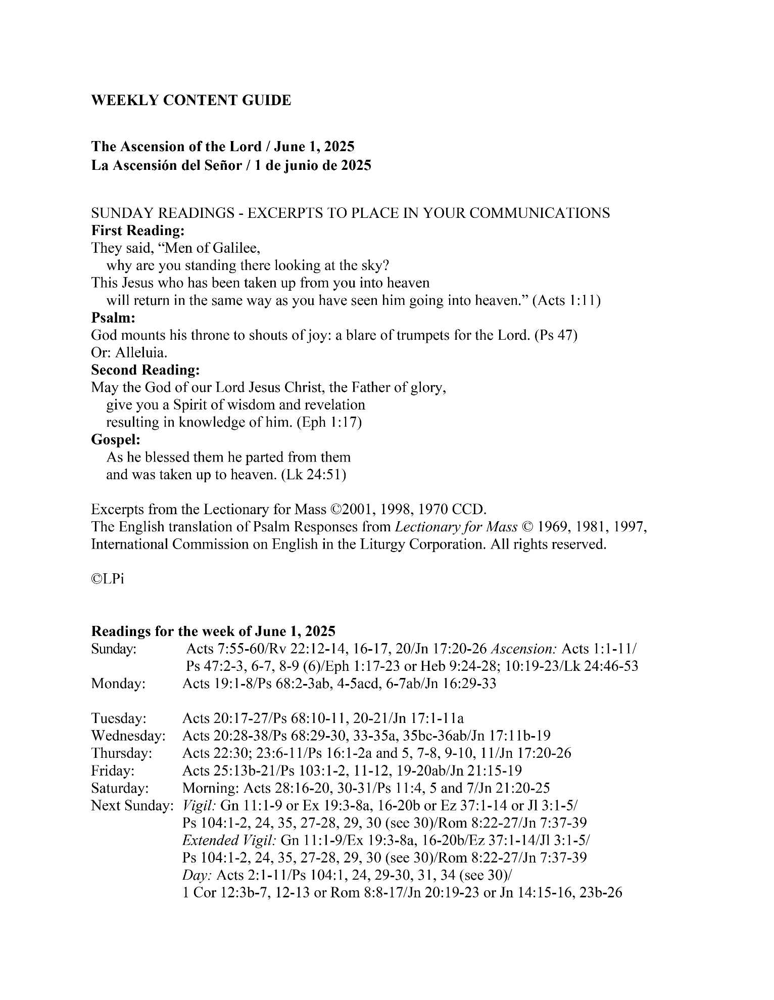 WEEKLY CONTENT GUIDE
The Ascension of the Lord / June 1, 2025
La Ascensión del Señor / 1 de junio de 2025
SUNDAY READINGS - EXCERPTS TO PLACE IN YOUR COMMUNICATIONS
First Reading:
They said, “Men of Galilee,
why are you standing there looking at the sky?
This Jesus who has been taken up from you into heaven
will return in the same way as you have seen him going into heaven.” (Acts 1:11)
Psalm:
God mounts his throne to shouts of joy: a blare of trumpets for the Lord. (Ps 47)
Or: Alleluia.
Second Reading:
May the God of our Lord Jesus Christ, the Father of glory,
give you a Spirit of wisdom and revelation
resulting in knowledge of him. (Eph 1:17)
Gospel:
As he blessed them he parted from them
and was taken up to heaven. (Lk 24:51)
Excerpts from the Lectionary for Mass ©2001, 1998, 1970 CCD.
The English translation of Psalm Responses from Lectionary for Mass © 1969, 1981, 1997,
International Commission on English in the Liturgy Corporation. All rights reserved.
©LPi
Readings for the week of June 1, 2025
Sunday: Acts 7:55-60/Rv 22:12-14, 16-17, 20/Jn 17:20-26 Ascension: Acts 1:1-11/
Ps 47:2-3, 6-7, 8-9 (6)/Eph 1:17-23 or Heb 9:24-28; 10:19-23/Lk 24:46-53
Monday: Acts 19:1-8/Ps 68:2-3ab, 4-5acd, 6-7ab/Jn 16:29-33
Tuesday: Acts 20:17-27/Ps 68:10-11, 20-21/Jn 17:1-11a
Wednesday: Acts 20:28-38/Ps 68:29-30, 33-35a, 35bc-36ab/Jn 17:11b-19
Thursday: Acts 22:30; 23:6-11/Ps 16:1-2a and 5, 7-8, 9-10, 11/Jn 17:20-26
Friday: Acts 25:13b-21/Ps 103:1-2, 11-12, 19-20ab/Jn 21:15-19
Saturday: Morning: Acts 28:16-20, 30-31/Ps 11:4, 5 and 7/Jn 21:20-25
Next Sunday: Vigil: Gn 11:1-9 or Ex 19:3-8a, 16-20b or Ez 37:1-14 or Jl 3:1-5/
Ps 104:1-2, 24, 35, 27-28, 29, 30 (see 30)/Rom 8:22-27/Jn 7:37-39
Extended Vigil: Gn 11:1-9/Ex 19:3-8a, 16-20b/Ez 37:1-14/Jl 3:1-5/
Ps 104:1-2, 24, 35, 27-28, 29, 30 (see 30)/Rom 8:22-27/Jn 7:37-39
Day: Acts 2:1-11/Ps 104:1, 24, 29-30, 31, 34 (see 30)/
1 Cor 12:3b-7, 12-13 or Rom 8:8-17/Jn 20:19-23 or Jn 14:15-16, 23b-26